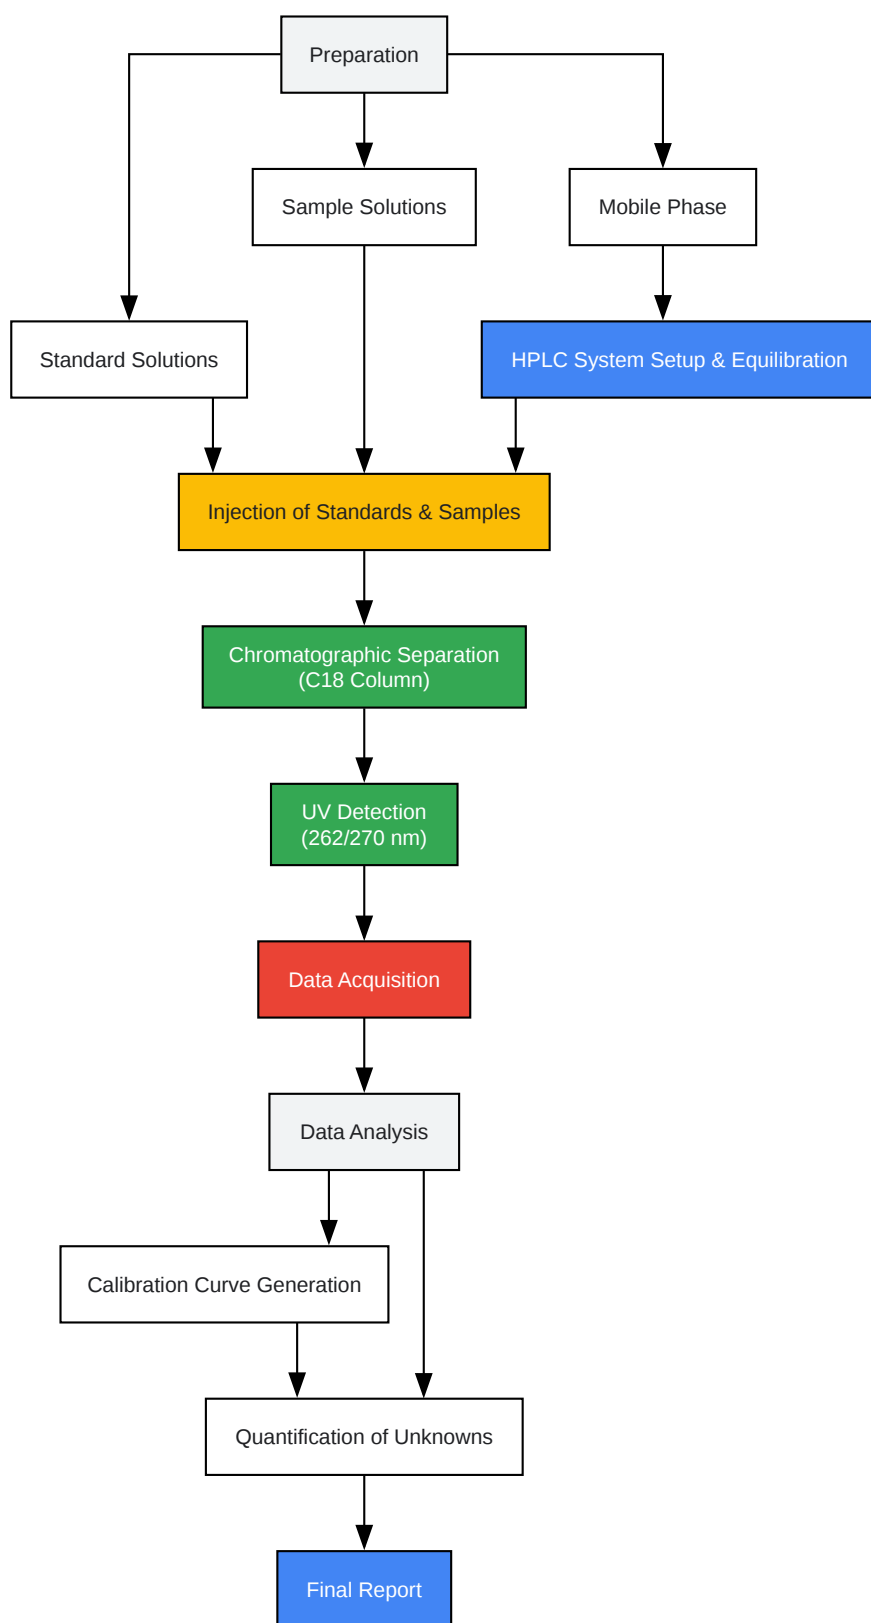 Preparation
Sample Solutions
Mobile Phase
Standard Solutions
HPLC System Setup & Equilibration
Injection of Standards & Samples
Chromatographic Separation
(C18 Column)
UV Detection
(262/270 nm)
Data Acquisition
Data Analysis
Calibration Curve Generation
Quantification of Unknowns
Final Report